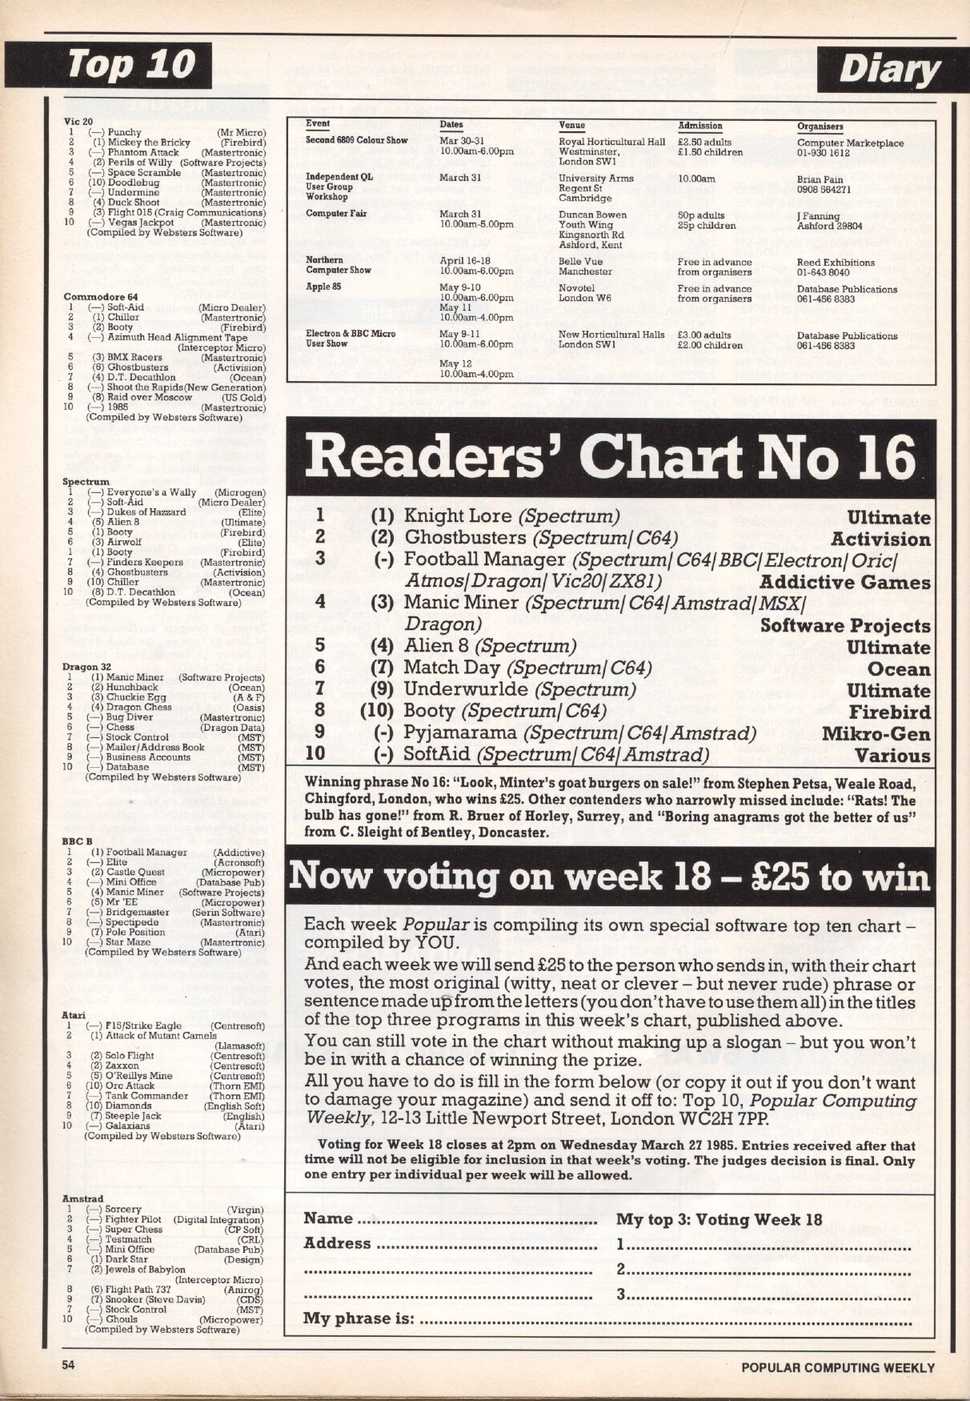 Top 10
Diary
Vic 20
1 (—) Punchy (Mr Micro)
2 (1) Mickey the Bricky (Firebird)
3 (—) Phantom Attack (Mastertronic)
4 (2) Perils of Willy (Software Projects)
5 (—) Space Scramble (Mastertronic)
6 (10) Doodlebug (Mastertronic)
7 (—) Undermine (Mastertronic)
8 (4) Duck Shoot (Mastertronic)
9 (3) Flight 015 (Craig Communications)
10 (—) Vegas Jackpot (Mastertronic)
(Compiled by Websters Software)
Commodore 64
1 (—) Soft-Aid (Micro Dealer)
2 (1) Chiller (Mastertronic)
3 (2) Booty (Firebird)
4 (—) Azimuth Head Alignment Tape
(Interceptor Micro)
5 (3) BMX Racers (Mastertronic)
6 (6) Ghostbusters (Activision)
7 (4) D.T. Decathlon (Ocean)
8 (—) Shoot the Rapids(New Generation)
9 (8) Raid over Moscow (US Gold)
10 (—) 1985 (Mastertronic)
(Compiled by Websters Software)
Spectrum
1 (—) Everyone's a Wally (Microgen)
2 (—) Soft-Aid (Micro Dealer)
3 (—) Dukes of Hazzard (Elite)
4 (5) Alien 8 (Ultimate)
5 (1) Booty (Firebird)
6 (3) Airwolf (Elite)
1 (1) Booty (Firebird)
7 (—) Finders Keepers (Mastertronic)
8 (4) Ghostbusters (Activision)
9 (10) Chiller (Mastertronic)
10 (8) D.T. Decathlon (Ocean)
(Compiled by Websters Software)
Dragon 32
1 (1) Manic Miner (Software Projects)
2 (2) Hunchback (Ocean)
3 (3) Chuckie Egg (A & F)
4 (4) Dragon Chess (Oasis)
5 (—) Bug Diver (Mastertronic)
6 (—) Chess (Dragon Data)
7 (—) Stock Control (MST)
8 (—) Mailer/Address Book (MST)
9 (—) Business Accounts (MST)
10 (—) Database (MST)
(Compiled by Websters Software)
BBC B
1 (1) Football Manager (Addictive)
2 (—) Elite (Acornsoft)
3 (2) Castle Quest (Micropower)
4 (—) Mini Office (Database Pub)
5 (4) Manic Miner (Software Projects)
6 (5) Mr 'EE (Micropower)
7 (—) Bridgemaster (Serin Software)
8 (—) Spectipede (Mastertronic)
9 (7) Pole Position (Atari)
10 (—) Star Maze (Mastertronic)
(Compiled by Websters Software)
Atari
1 (—) F15/Strike Eagle (Centresoft)
2 (1) Attack of Mutant Camels
(Llamasoft)
3 (2) Solo Flight (Centresoft)
4 (2) Zaxxon (Centresoft)
5 (5) O'Reillys Mine (Centresoft)
6 (10) Orc Attack (Thorn EMI)
7 (—) Tank Commander (Thorn EMI)
8 (10) Diamonds (English Soft)
9 (7) Steeple Jack (English)
10 (—) Galaxians (Atari)
(Compiled by Websters Software)
Amstrad
1 (—) Sorcery (Virgin)
2 (—) Fighter Pilot (Digital Integration)
3 (—) Super Chess (CP Soft)
4 (—) Testmatch (CRL)
5 (—) Mini Office (Database Pub)
6 (1) Dark Star (Design)
7 (2) Jewels of Babylon
(Interceptor Micro)
8 (6) Flight Path 737 (Anirog)
9 (7) Snooker (Steve Davis) (CDS)
7 (—) Stock Control (MST)
10 (—) Ghouls (Micropower)
(Compiled by Websters Software)
Event Dates Venue Admission Organisers
Second 6809 Colour Show Mar 30-31 Royal Horticultural Hall £2.50 adults Computer Marketplace
10.00am-6.00pm Westminster, £1.50 children 01-930 1612
London SW1
Independent QL March 31 University Arms 10.00am Brian Pain
User Group Regent St 0908 564271
Workshop Cambridge
Computer Fair March 31 Duncan Bowen 50p adults J Fanning
10.00am-5.00pm Youth Wing 25p children Ashford 29804
Kingsnorth Rd
Ashford, Kent
Northern April 16-18 Belle Vue Free in advance Reed Exhibitions
Computer Show 10.00am-6.00pm Manchester from organisers 01-643 8040
Apple 85 May 9-10 Novotel Free in advance Database Publications
10.00am-6.00pm London W6 from organisers 061-456 8383
May 11
10.00am-4.00pm
Electron & BBC Micro May 9-11 New Horticultural Halls £3.00 adults Database Publications
User Show 10.00am-6.00pm London SW1 £2.00 children 061-456 8383
May 12
10.00am-4.00pm
Readers' Chart No 16
1 (1) Knight Lore (Spectrum) Ultimate
2 (2) Ghostbusters (Spectrum/C64) Activision
3 (-) Football Manager (Spectrum/C64/BBC/Electron/Oric/
Atmos/Dragon/Vic20/ZX81) Addictive Games
4 (3) Manic Miner (Spectrum/C64/Amstrad/MSX/
Dragon) Software Projects
5 (4) Alien 8 (Spectrum) Ultimate
6 (7) Match Day (Spectrum/C64) Ocean
7 (9) Underwurlde (Spectrum) Ultimate
8 (10) Booty (Spectrum/C64) Firebird
9 (-) Pyjamarama (Spectrum/C64/Amstrad) Mikro-Gen
10 (-) SoftAid (Spectrum/C64/Amstrad) Various
Winning phrase No 16: "Look, Minter's goat burgers on sale!" from Stephen Petsa, Weale Road,
Chingford, London, who wins £25. Other contenders who narrowly missed include: "Rats! The
bulb has gone!" from R. Bruer of Horley, Surrey, and "Boring anagrams got the better of us"
from C. Sleight of Bentley, Doncaster.
Now voting on week 18 – £25 to win
Each week Popular is compiling its own special software top ten chart –
compiled by YOU.
And each week we will send £25 to the person who sends in, with their chart
votes, the most original (witty, neat or clever – but never rude) phrase or
sentence made up from the letters (you don't have to use them all) in the titles
of the top three programs in this week's chart, published above.
You can still vote in the chart without making up a slogan – but you won't
be in with a chance of winning the prize.
All you have to do is fill in the form below (or copy it out if you don't want
to damage your magazine) and send it off to: Top 10, Popular Computing
Weekly, 12-13 Little Newport Street, London WC2H 7PP.
Voting for Week 18 closes at 2pm on Wednesday March 27 1985. Entries received after that
time will not be eligible for inclusion in that week's voting. The judges decision is final. Only
one entry per individual per week will be allowed.
Name ........ My top 3: Voting Week 18
Address ........ 1........
........ 2........
........ 3........
My phrase is: ........
54
POPULAR COMPUTING WEEKLY